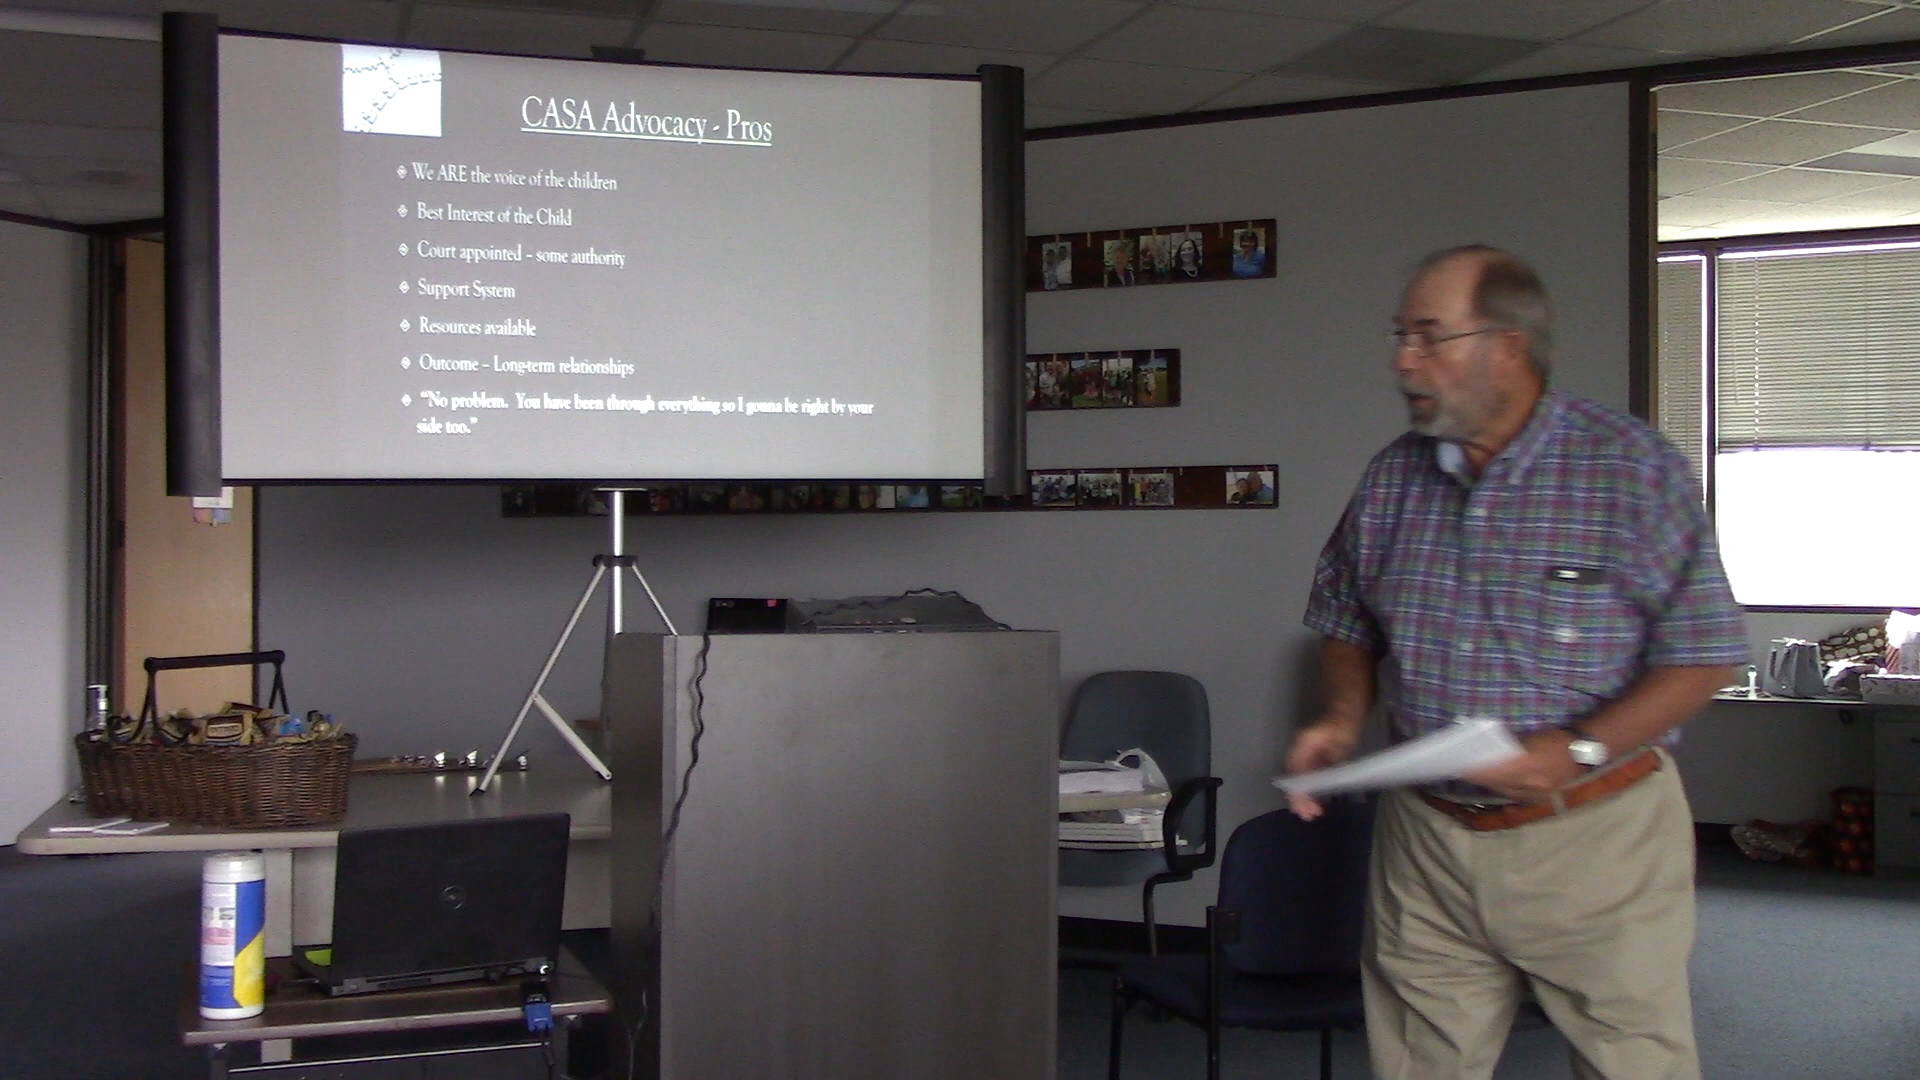 CASA Advocacy - Pros
We ARE the voice of the children
Best Interest of the Child
Court appointed – some authority
Support System
Resources available
Outcome – Long-term relationships
“No problem. You have been through everything so I gonna be right by your
side too.”